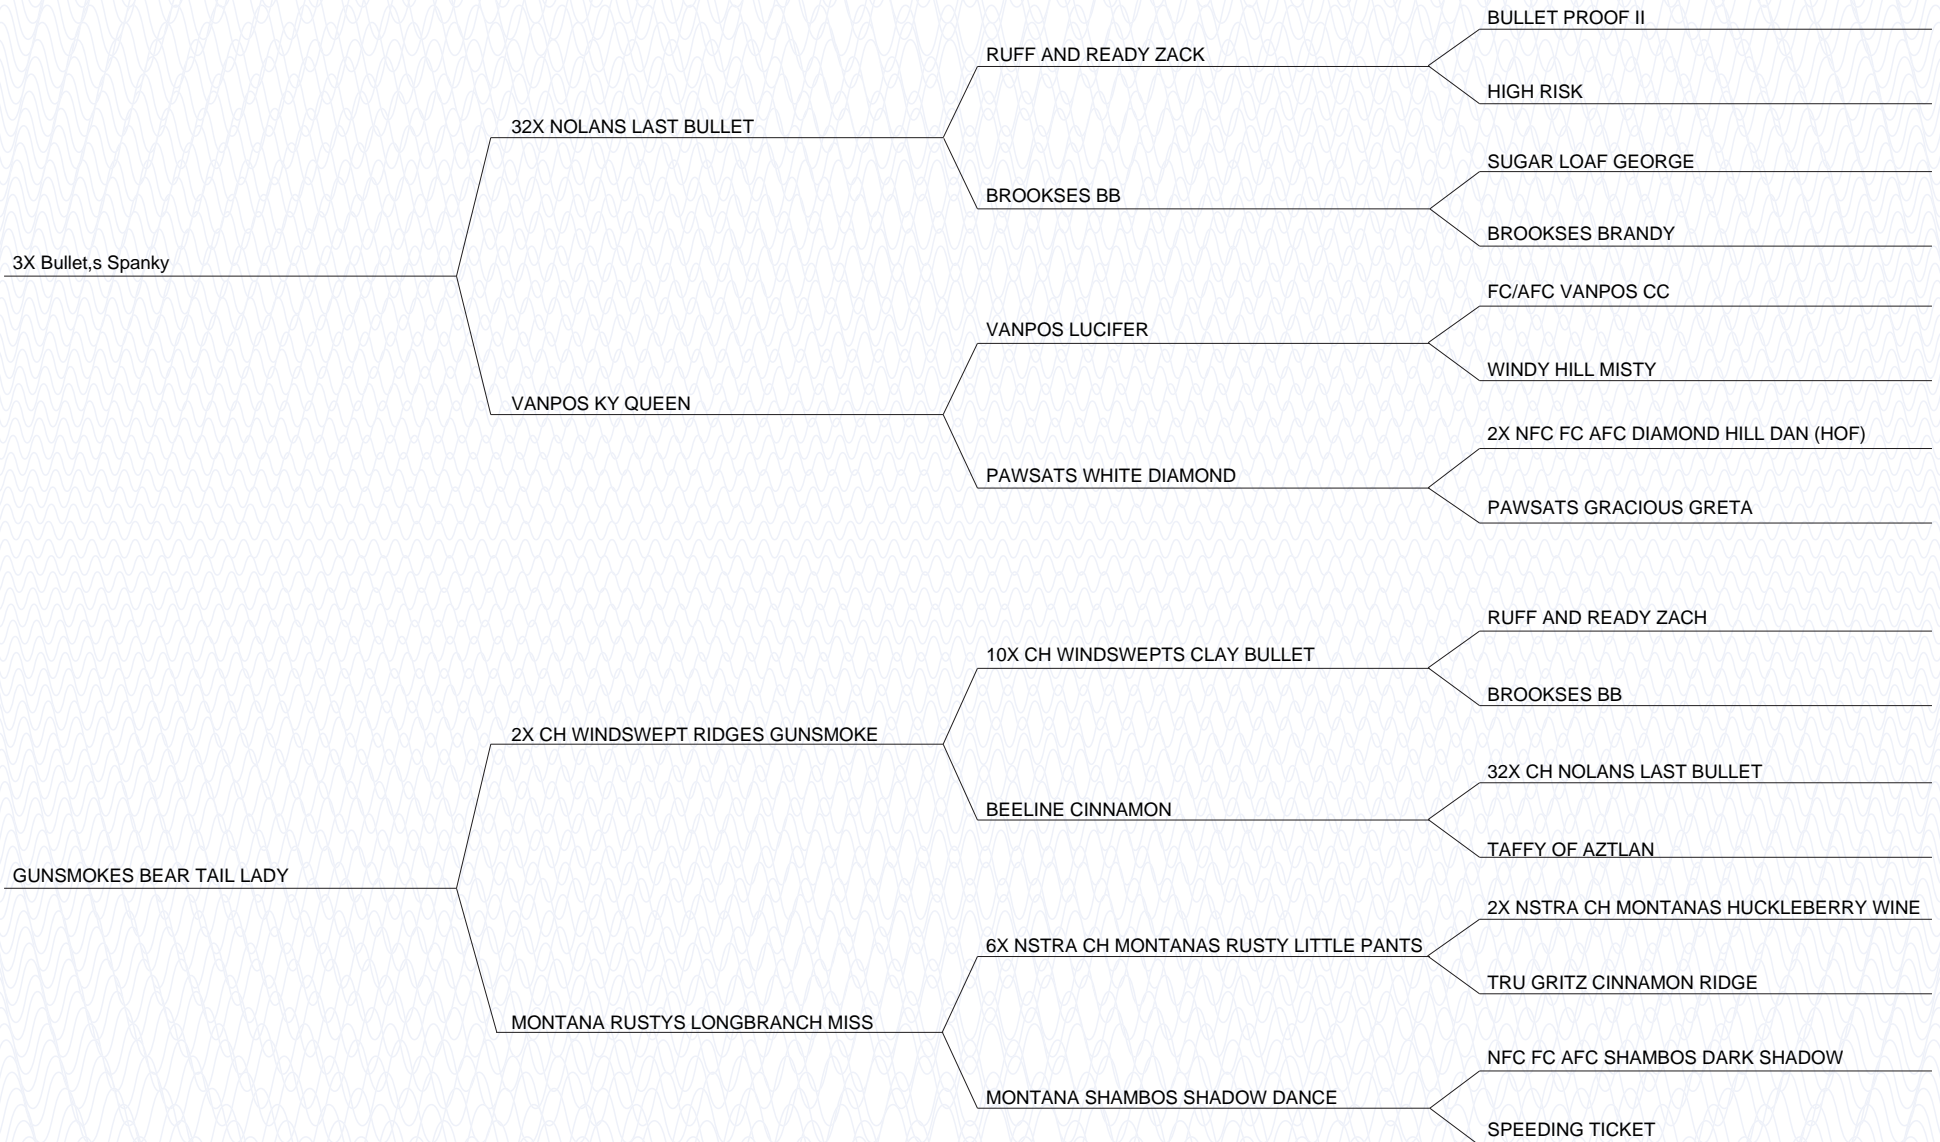 BULLET PROOF II
RUFF AND READY ZACK
HIGH RISK
32X NOLANS LAST BULLET
SUGAR LOAF GEORGE
BROOKSES BB
BROOKSES BRANDY
3X Bullet,s Spanky
FC/AFC VANPOS CC
VANPOS LUCIFER
WINDY HILL MISTY
VANPOS KY QUEEN
2X NFC FC AFC DIAMOND HILL DAN (HOF)
PAWSATS WHITE DIAMOND
PAWSATS GRACIOUS GRETA
RUFF AND READY ZACH
10X CH WINDSWEPTS CLAY BULLET
BROOKSES BB
2X CH WINDSWEPT RIDGES GUNSMOKE
32X CH NOLANS LAST BULLET
BEELINE CINNAMON
TAFFY OF AZTLAN
GUNSMOKES BEAR TAIL LADY
2X NSTRA CH MONTANAS HUCKLEBERRY WINE
6X NSTRA CH MONTANAS RUSTY LITTLE PANTS
TRU GRITZ CINNAMON RIDGE
MONTANA RUSTYS LONGBRANCH MISS
NFC FC AFC SHAMBOS DARK SHADOW
MONTANA SHAMBOS SHADOW DANCE
SPEEDING TICKET